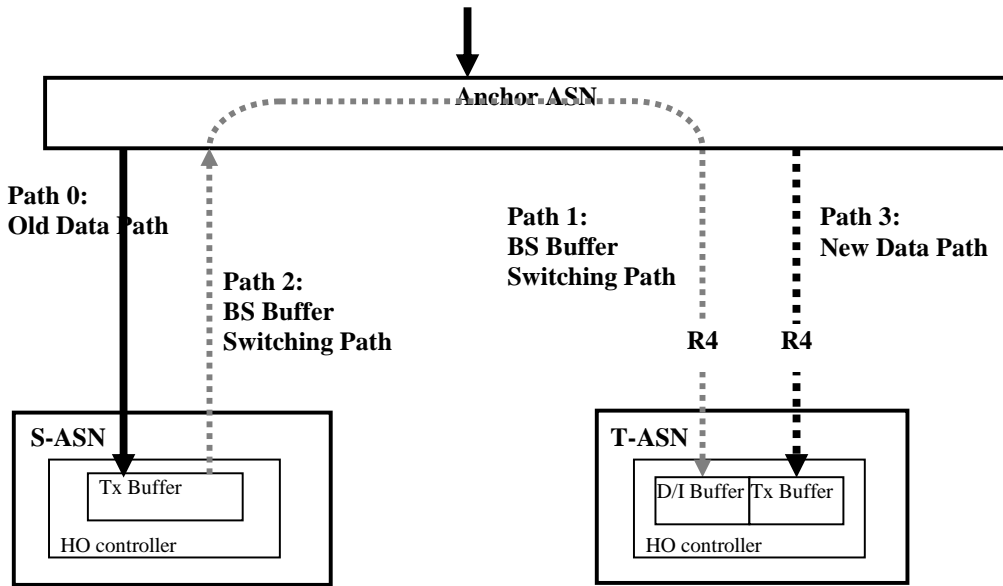 Anchor ASN
Path 0:
Old Data Path
Path 2:
BS Buffer
Switching Path
Path 1:
BS Buffer
Switching Path
Path 3:
New Data Path
R4
R4
S-ASN
Tx Buffer
HO controller
T-ASN
D/I Buffer
Tx Buffer
HO controller